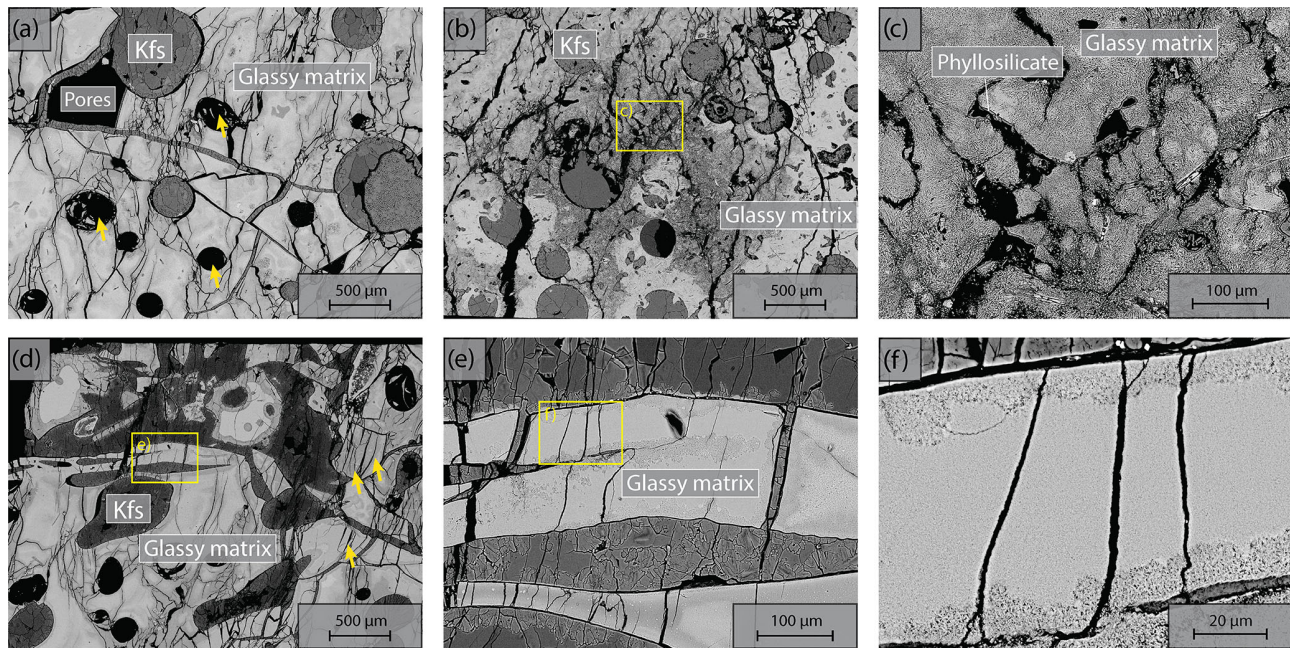 (a)
Kfs
Glassy matrix
Pores
500 µm
(b)
Kfs
c)
Glassy matrix
500 µm
(c)
Glassy matrix
Phyllosilicate
100 µm
(d)
e)
Kfs
Glassy matrix
500 µm
(e)
f)
Glassy matrix
100 µm
(f)
20 µm